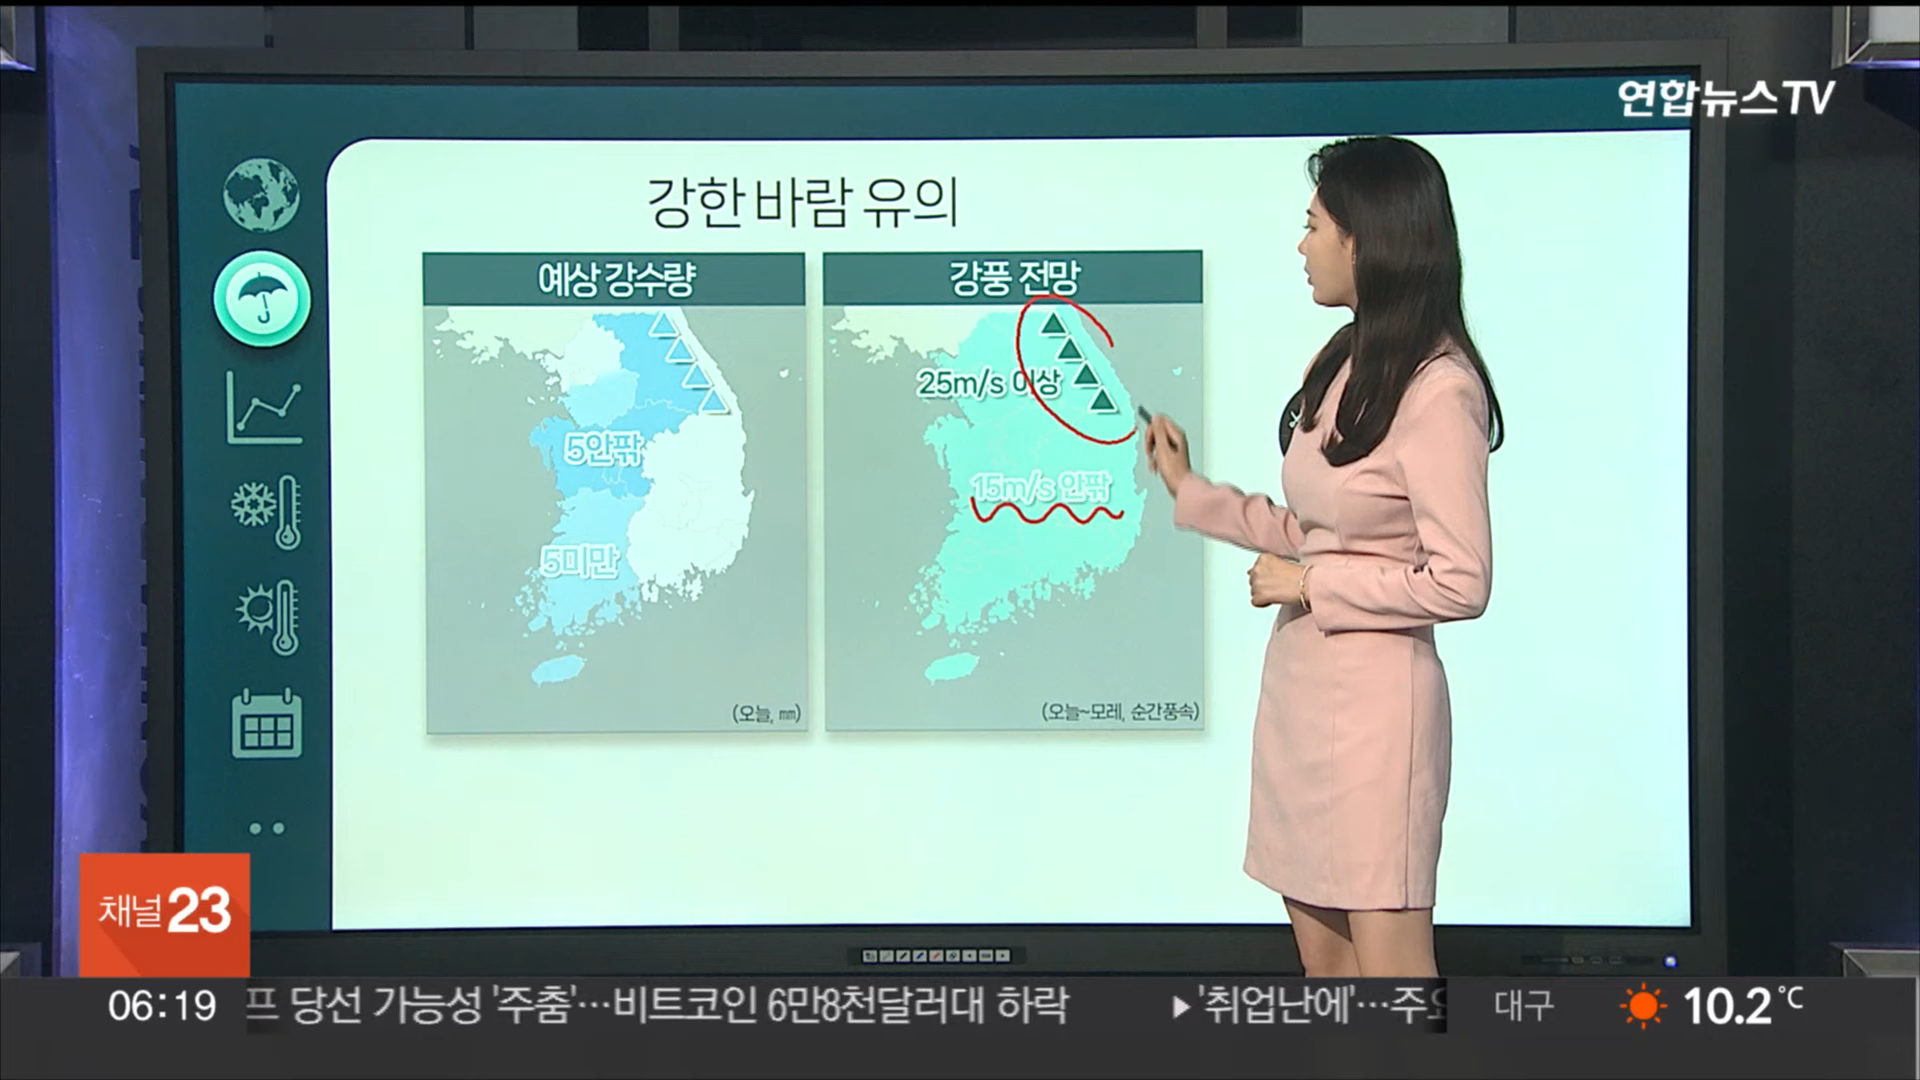 연합뉴스TV
강한 바람 유의
예상 강수량
강풍 전망
25m/s 이상
5안팎
15m/s 안팎
5미만
(오늘, ㎜)
(오늘~모레, 순간풍속)
채널23
06:19
프 당선 가능성 '주춤'…비트코인 6만8천달러대 하락
▶'취업난에'…주요
대구
10.2℃